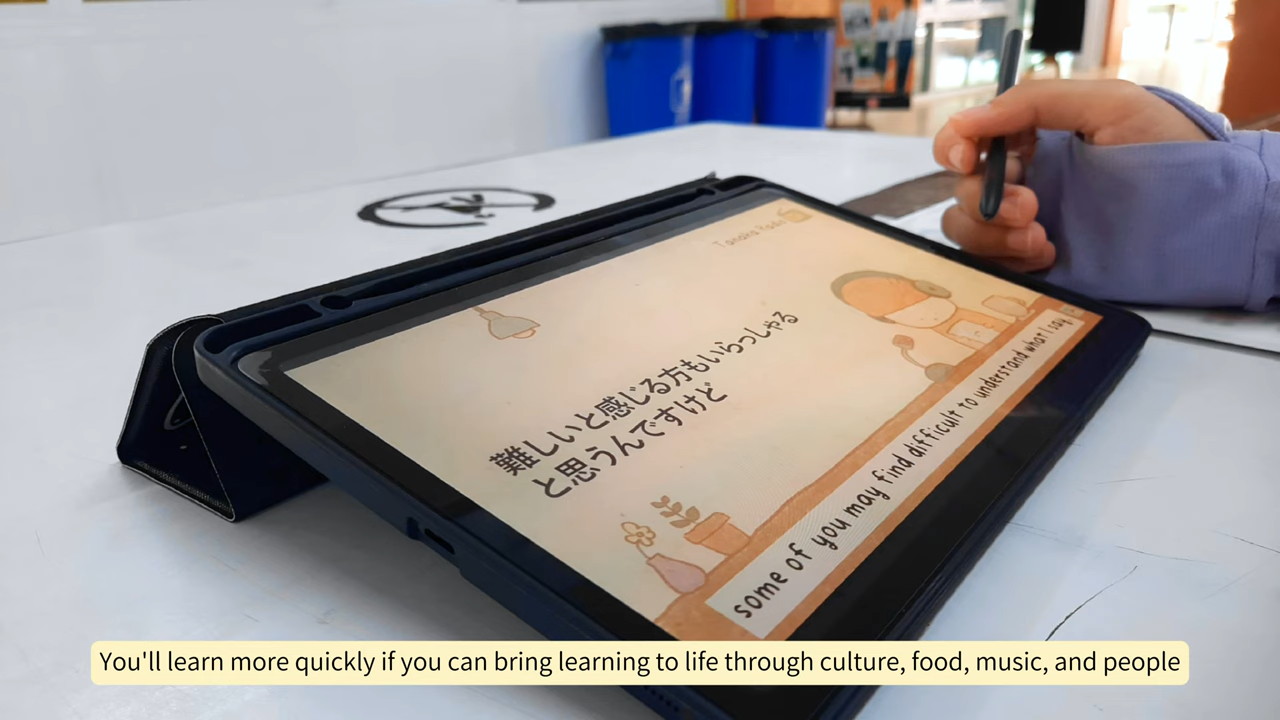 難しいと感じる方もいらっしゃる
と思うんですけど
some of you may find difficult to understand what I say
You'll learn more quickly if you can bring learning to life through culture, food, music, and people